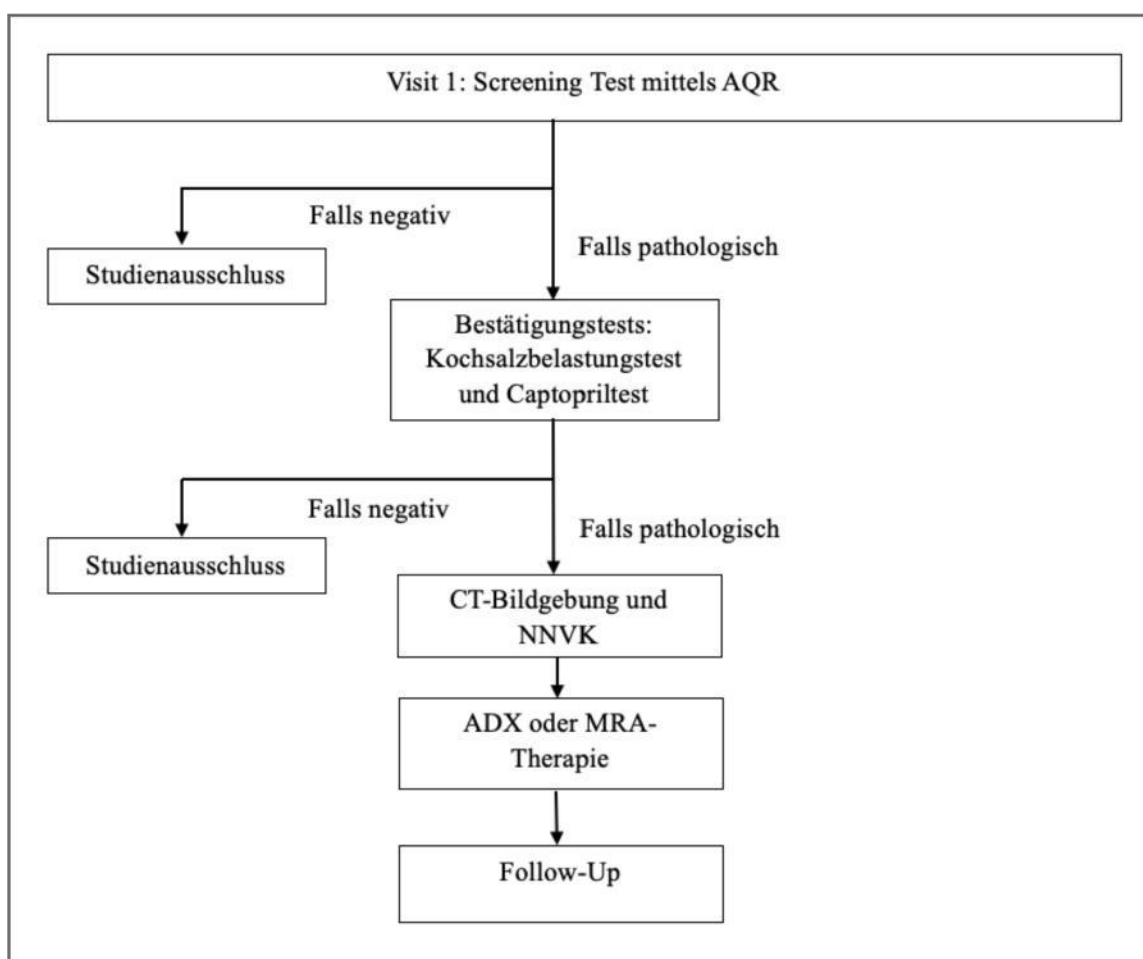 Visit 1: Screening Test mittels AQR
Falls negativ
Falls pathologisch
Studienausschluss
Bestätigungstests:
Kochsalzbelastungstest
und Captopriltest
Falls negativ
Falls pathologisch
Studienausschluss
CT-Bildgebung und
NNVK
ADX oder MRA-
Therapie
Follow-Up